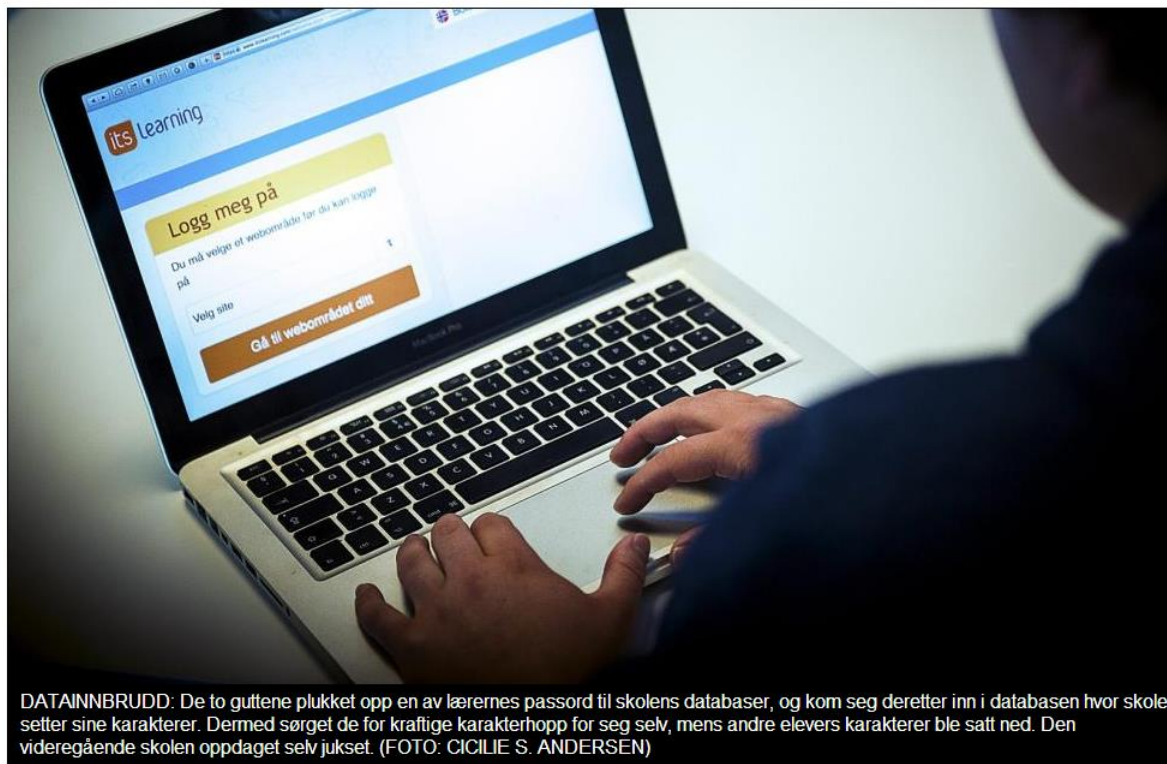 its learning
Logg meg på
Du må velge et webområde før du kan logge
på
Velg site
Gå til webområdet ditt
MacBook Pro
DATAINNBRUDD: De to guttene plukket opp en av lærernes passord til skolens databaser, og kom seg deretter inn i databasen hvor skole
setter sine karakterer. Dermed sørget de for kraftige karakterhopp for seg selv, mens andre elevers karakterer ble satt ned. Den
videregående skolen oppdaget selv jukset. (FOTO: CICILIE S. ANDERSEN)